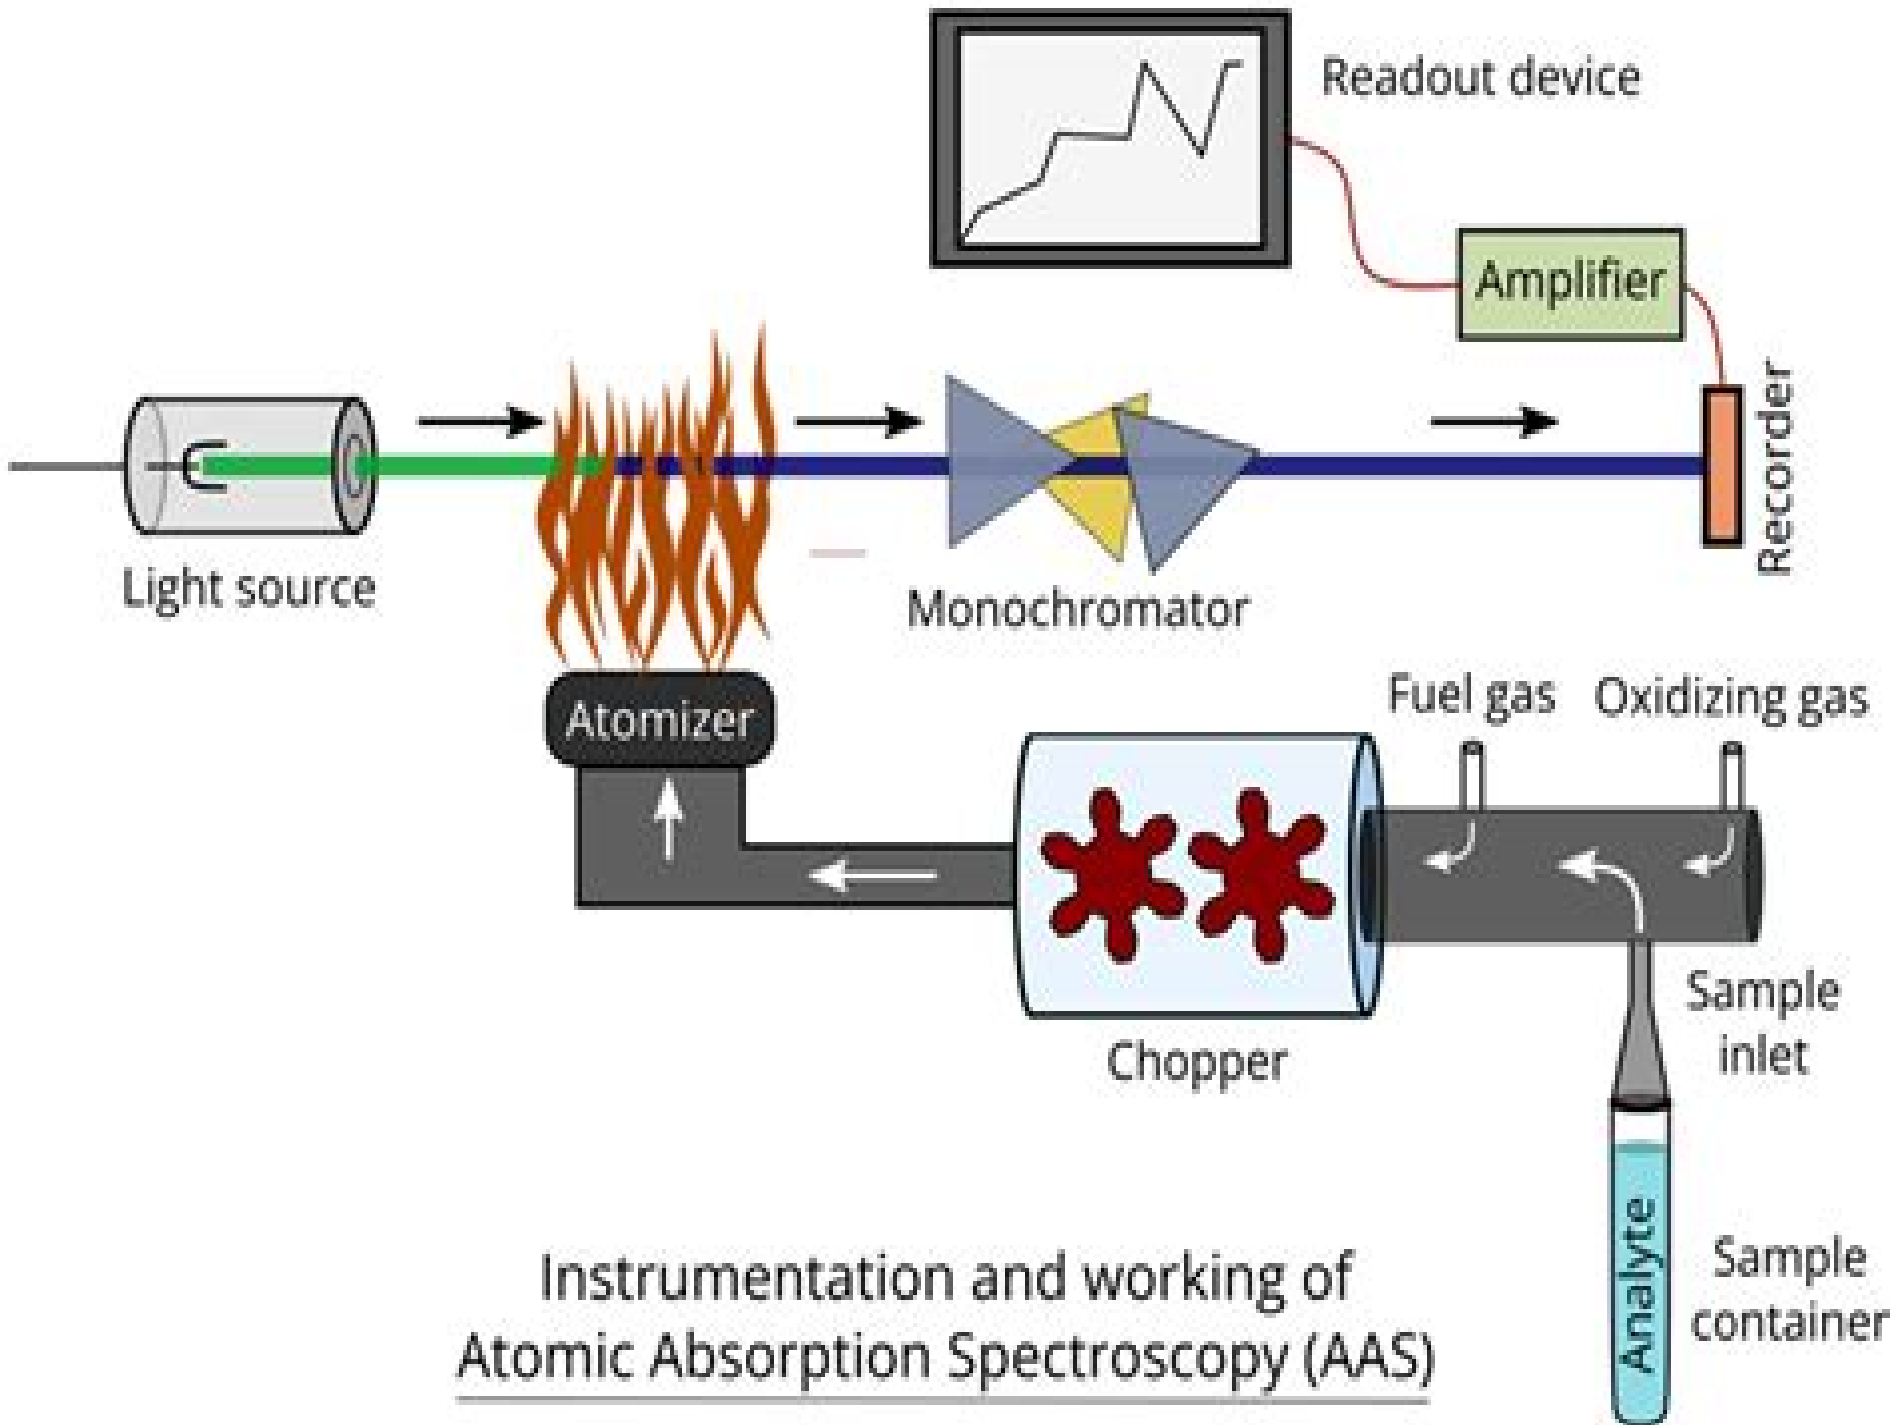 Readout device
Amplifier
Recorder
Light source
Monochromator
Atomizer
Fuel gas
Oxidizing gas
Chopper
Sample
inlet
Analyte
Sample
container
Instrumentation and working of
Atomic Absorption Spectroscopy (AAS)